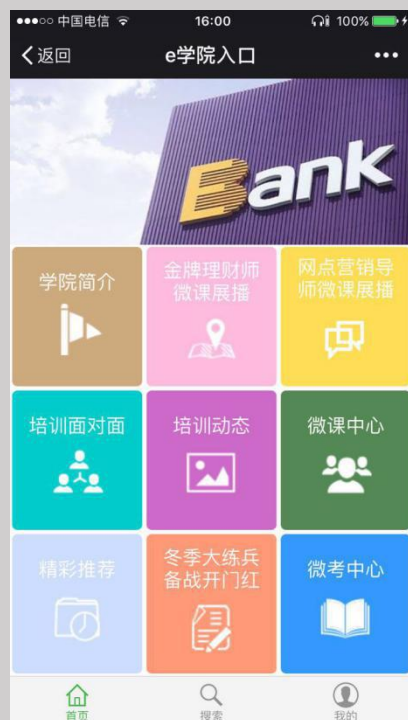 中国电信 16:00 100%
返回 e学院入口
Bank
学院简介
金牌理财师
微课展播
网点营销导
师微课展播
培训面对面
培训动态
微课中心
精彩推荐
冬季大练兵
备战开门红
微考中心
首页 搜索 我的